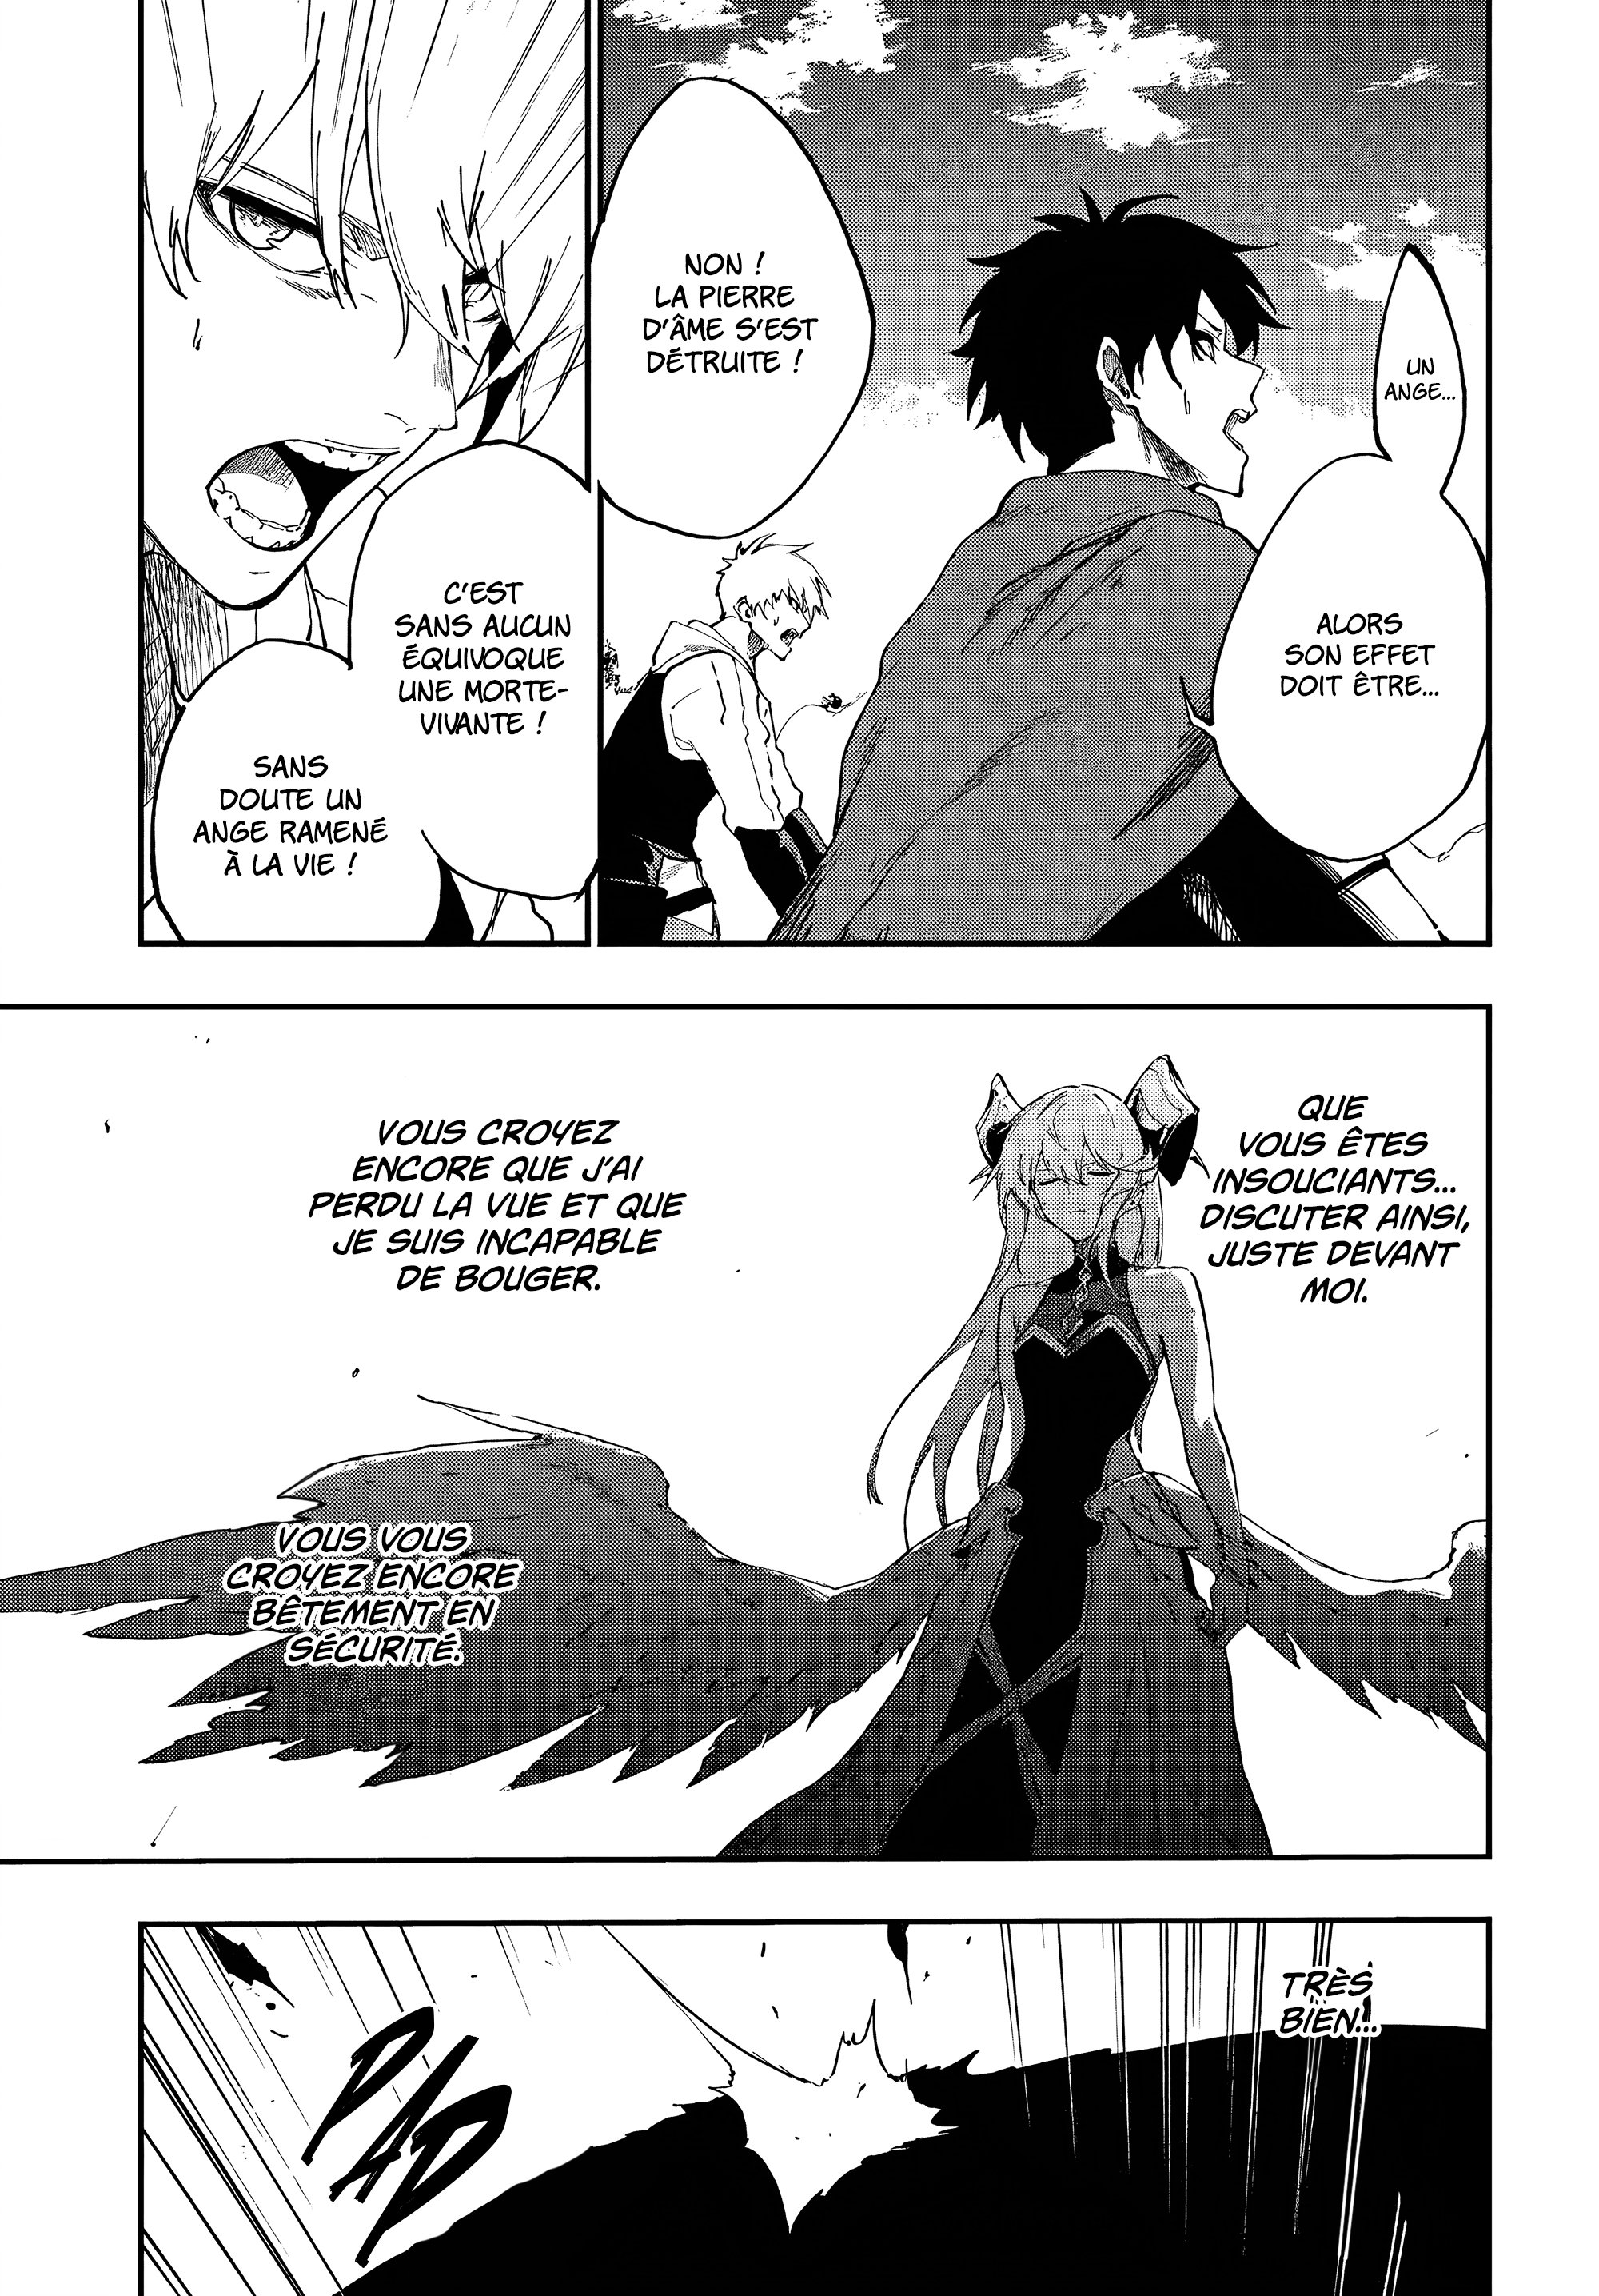 UN
ANGE...
ALORS
SON EFFET
DOIT ÊTRE...
NON !
LA PIERRE
D'ÂME S'EST
DÉTRUITE !
C'EST
SANS AUCUN
ÉQUIVOQUE
UNE MORTE-
VIVANTE !
SANS
DOUTE UN
ANGE RAMENÉ
À LA VIE !
QUE
VOUS ÊTES
INSOUCIANTS...
DISCUTER AINSI,
JUSTE DEVANT
MOI.
VOUS CROYEZ
ENCORE QUE J'AI
PERDU LA VUE ET QUE
JE SUIS INCAPABLE
DE BOUGER.
VOUS VOUS
CROYEZ ENCORE
BÊTEMENT EN
SÉCURITÉ.
TRÈS
BIEN...
PAD